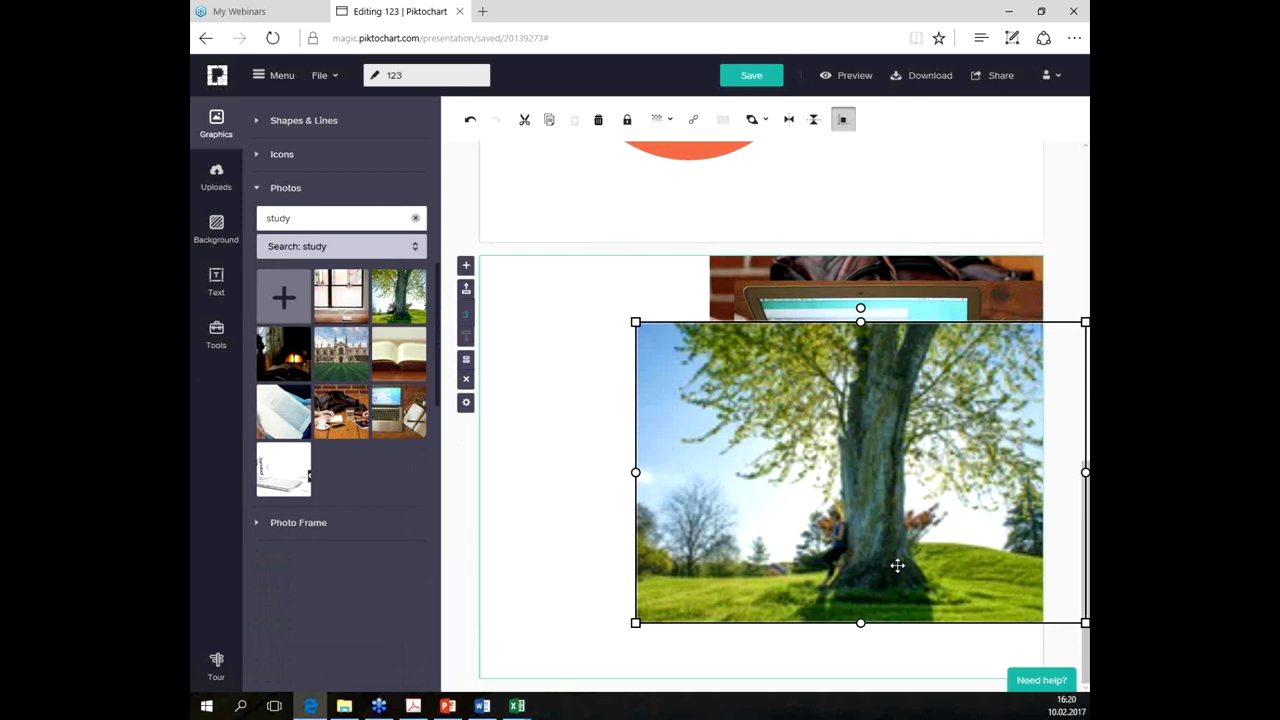 My Webinars
Editing 123 | Piktochart
magic.piktochart.com/presentation/saved/20139273#
Menu
File
123
Save
Preview
Download
Share
Graphics
Shapes & Lines
Icons
Uploads
Photos
study
Background
Search: study
Text
3
Tools
Photo Frame
Tour
Need help?
16:20
10.02.2017